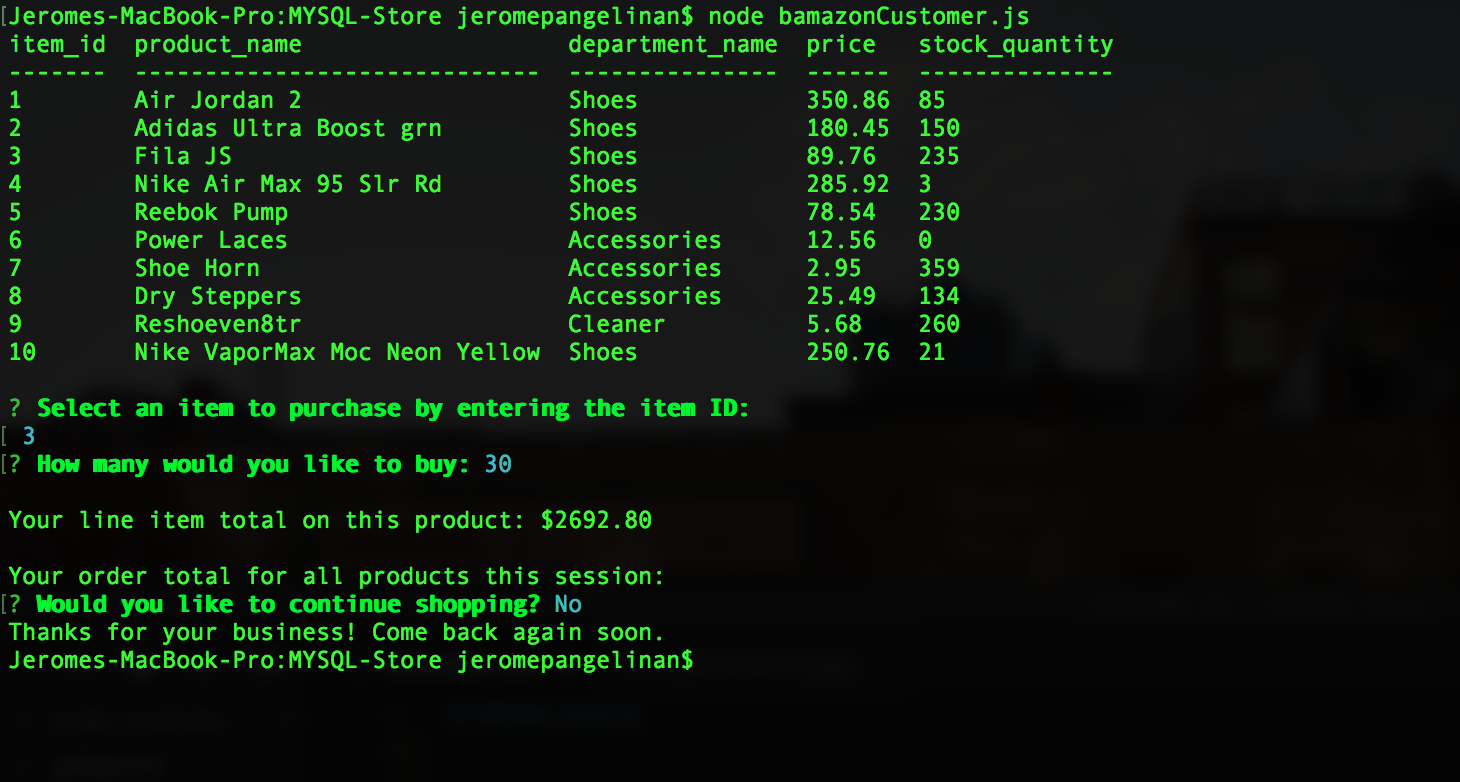 [Jeromes-MacBook-Pro:MYSQL-Store jeromepangelinan$ node bamazonCustomer.js
item_id  product_name                   department_name  price   stock_quantity
-------  -----------------------------  ---------------  ------  --------------
1        Air Jordan 2                   Shoes            350.86  85
2        Adidas Ultra Boost grn         Shoes            180.45  150
3        Fila JS                        Shoes            89.76   235
4        Nike Air Max 95 Slr Rd         Shoes            285.92  3
5        Reebok Pump                    Shoes            78.54   230
6        Power Laces                    Accessories      12.56   0
7        Shoe Horn                      Accessories      2.95    359
8        Dry Steppers                   Accessories      25.49   134
9        Reshoeven8tr                   Cleaner          5.68    260
10       Nike VaporMax Moc Neon Yellow  Shoes            250.76  21
? Select an item to purchase by entering the item ID:
[ 3
[? How many would you like to buy: 30
Your line item total on this product: $2692.80
Your order total for all products this session:
[? Would you like to continue shopping? No
Thanks for your business! Come back again soon.
Jeromes-MacBook-Pro:MYSQL-Store jeromepangelinan$